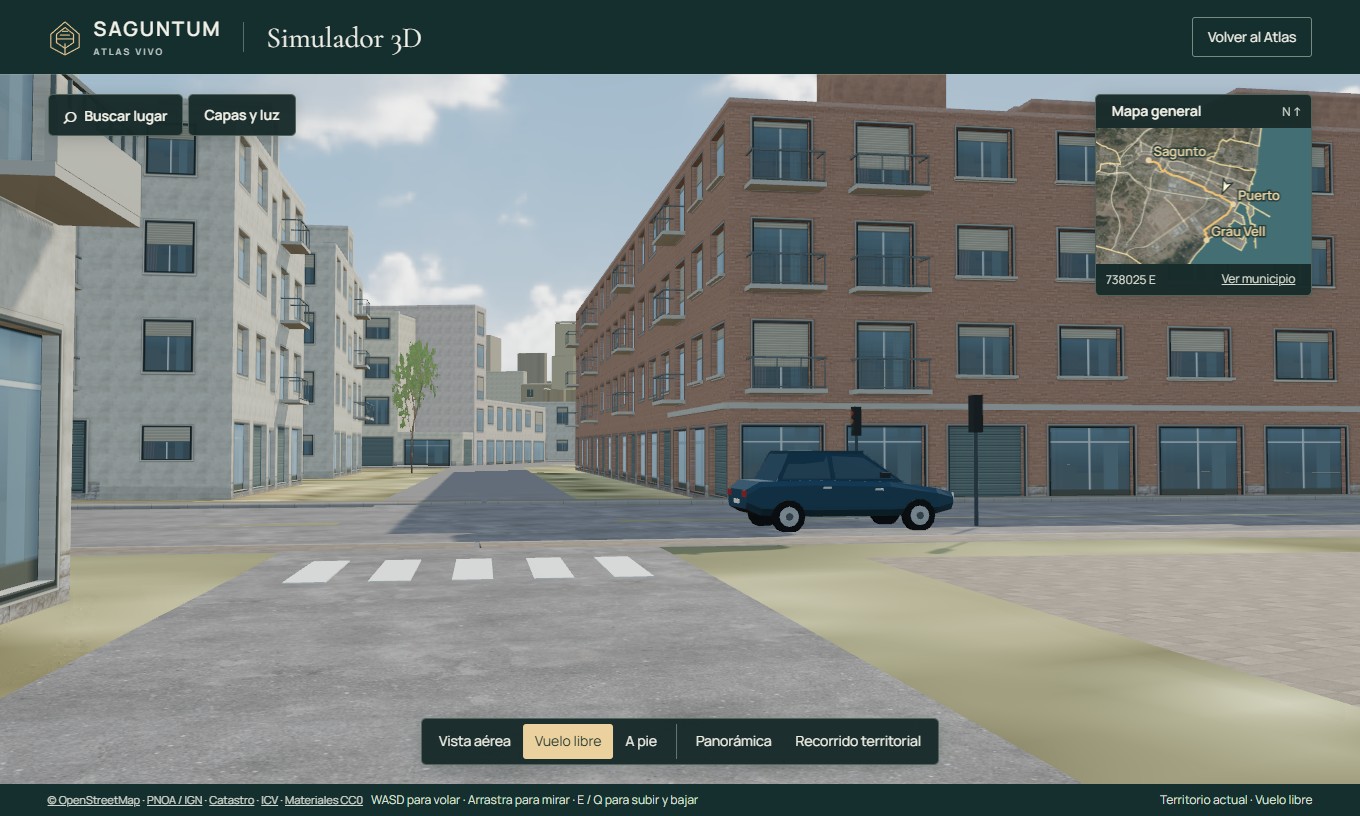 SAGUNTUM
ATLAS VIVO
Simulador 3D
Volver al Atlas
Buscar lugar
Capas y luz
Mapa general
N ↑
Sagunto
Puerto
Grau Vell
738025 E
Ver municipio
Vista aérea
Vuelo libre
A pie
Panorámica
Recorrido territorial
© OpenStreetMap · PNOA / IGN · Catastro · ICV · Materiales CC0 WASD para volar · Arrastra para mirar · E / Q para subir y bajar
Territorio actual · Vuelo libre